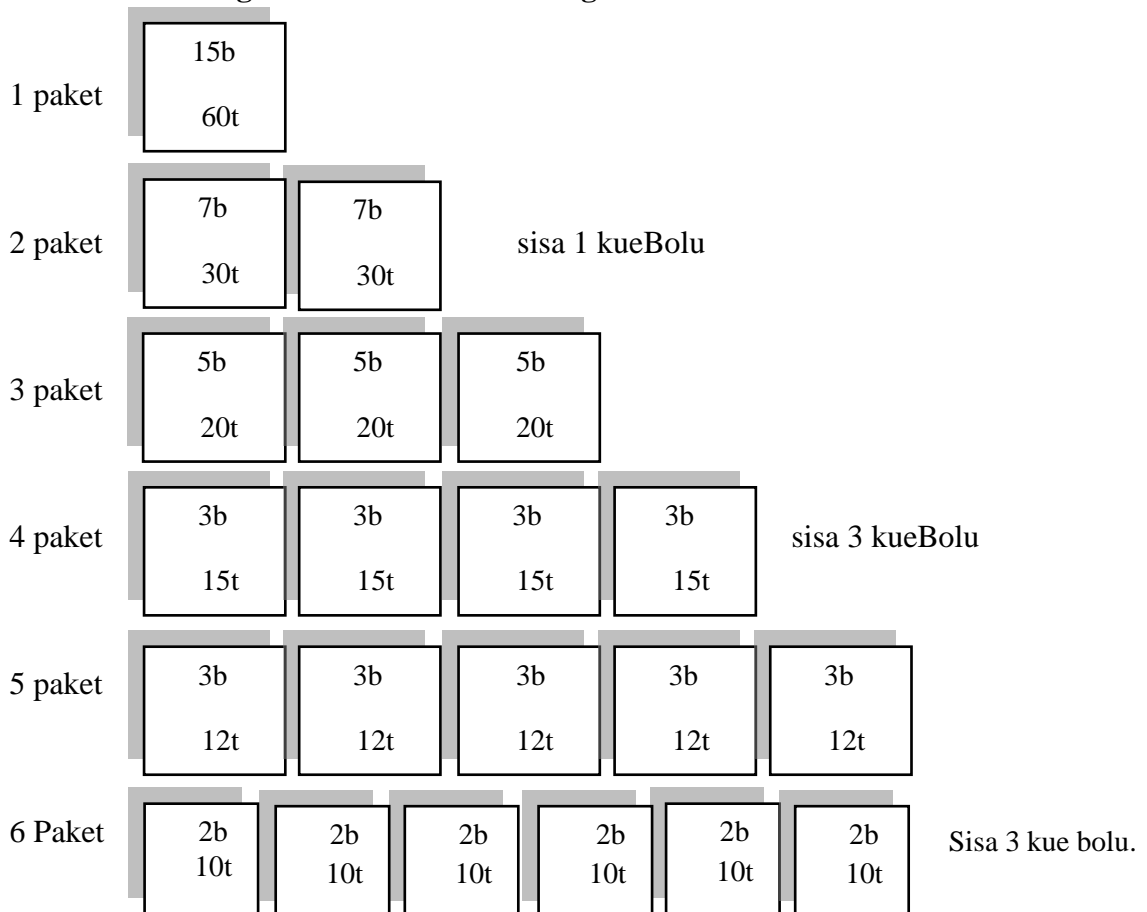 15b
1 paket
60t
7b 7b
2 paket sisa 1 kueBolu
30t 30t
5b 5b 5b
3 paket
20t 20t 20t
3b 3b 3b 3b
4 paket sisa 3 kueBolu
15t 15t 15t 15t
3b 3b 3b 3b 3b
5 paket
12t 12t 12t 12t 12t
6 Paket 2b 2b 2b 2b 2b 2b Sisa 3 kue bolu.
10t 10t 10t 10t 10t 10t